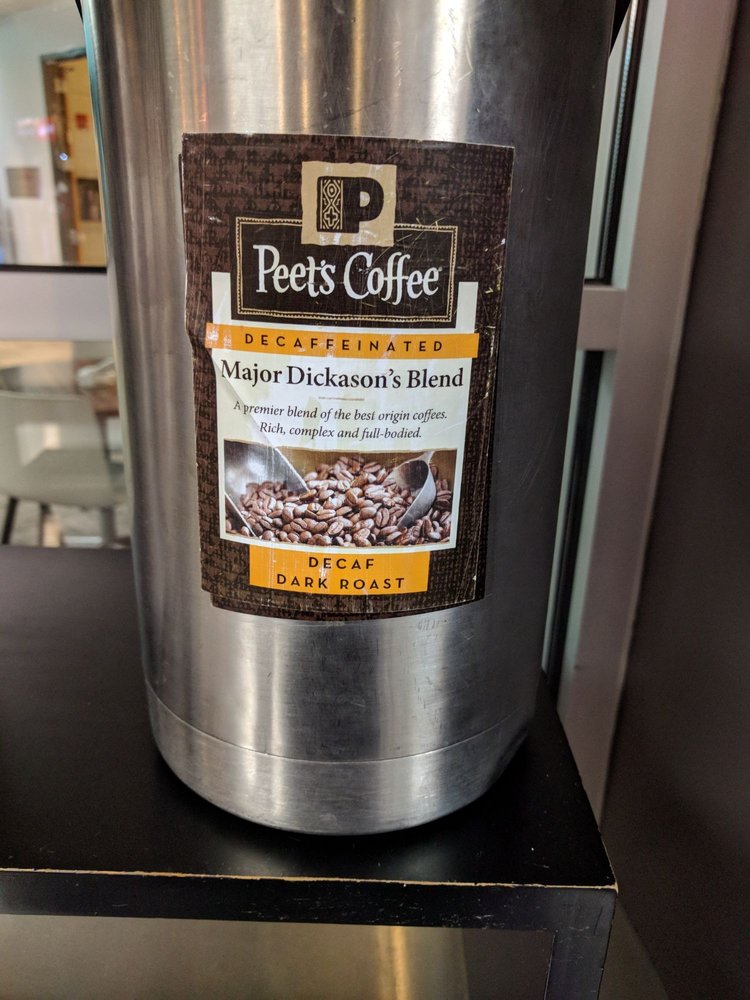 P
Peet's Coffee
DECAFFEINATED
Major Dickason's Blend
A premier blend of the best origin coffees.
Rich, complex and full-bodied.
DECAF
DARK ROAST